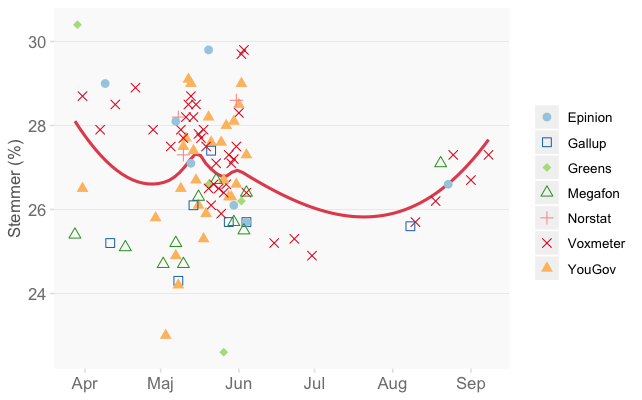 30
28
26
24
Stemmer (%)
Apr Maj Jun Jul Aug Sep
Epinion
Gallup
Greens
Megafon
Norstat
Voxmeter
YouGov